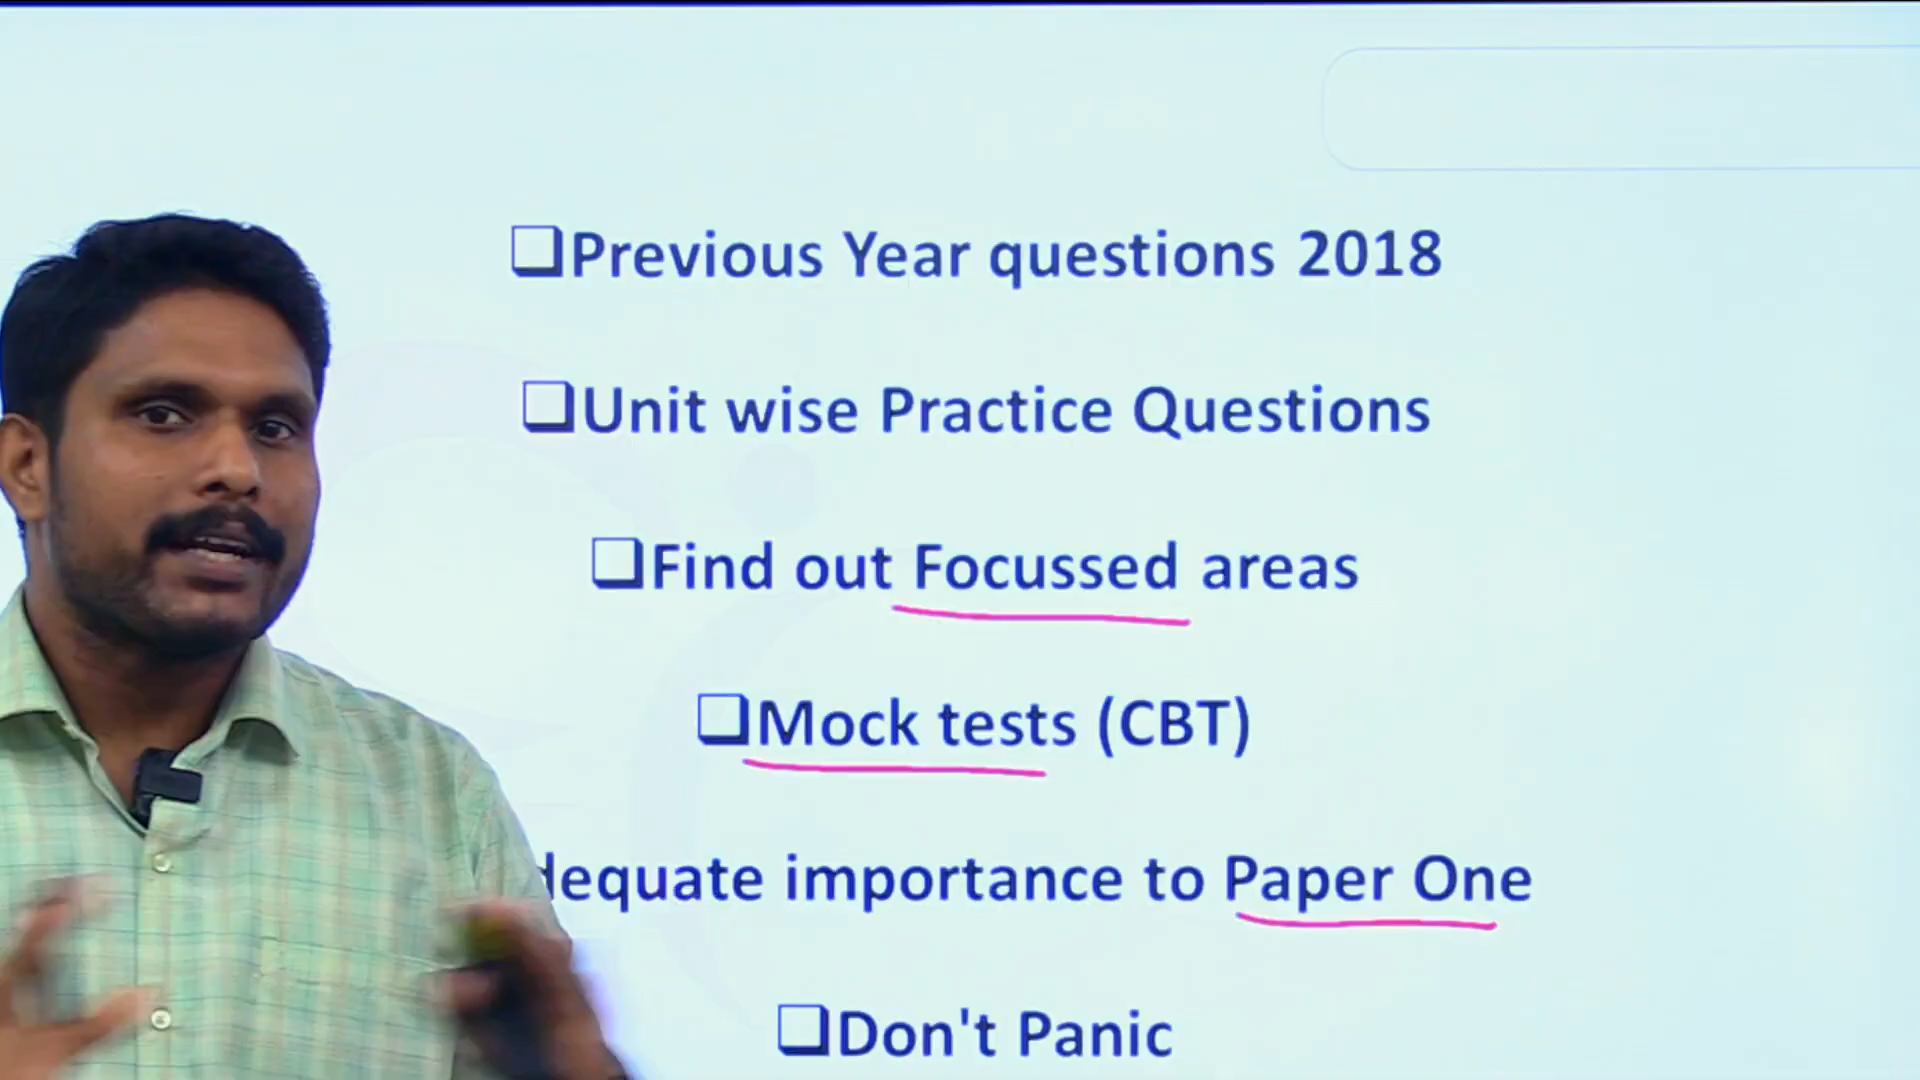 ❑Previous Year questions 2018
❑Unit wise Practice Questions
❑Find out Focussed areas
❑Mock tests (CBT)
importance to Paper One
❑Don't Panic